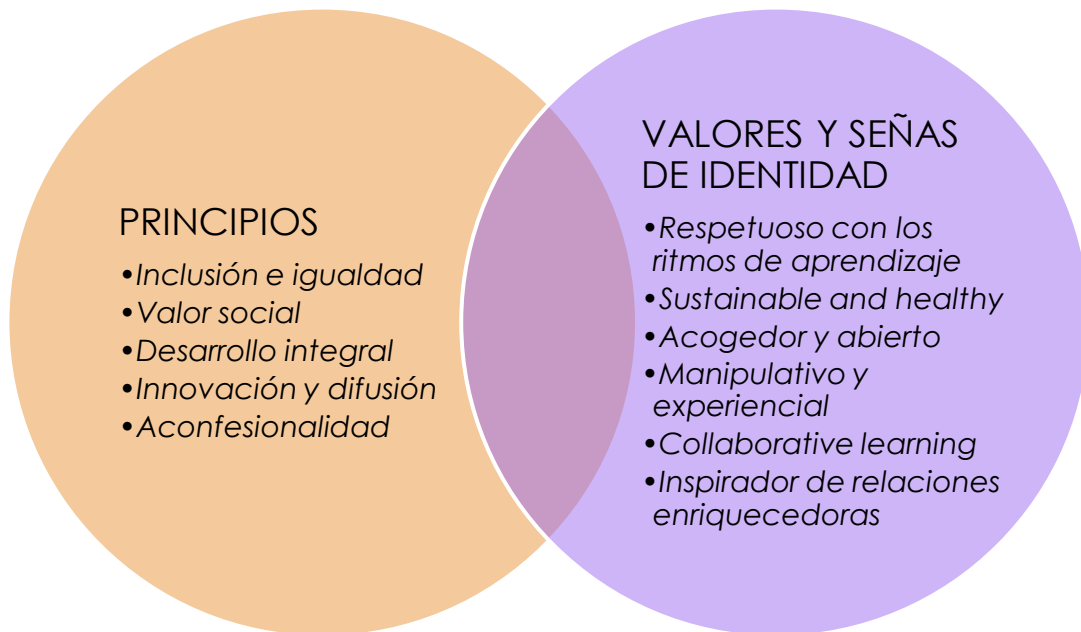 PRINCIPIOS
•Inclusión e igualdad
•Valor social
•Desarrollo integral
•Innovación y difusión
•Aconfesionalidad
VALORES Y SEÑAS
DE IDENTIDAD
•Respetuoso con los
ritmos de aprendizaje
•Sustainable and healthy
•Acogedor y abierto
•Manipulativo y
experiencial
•Collaborative learning
•Inspirador de relaciones
enriquecedoras